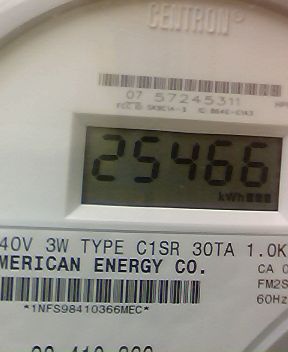 CENTRON®
07 57245311
25466
kWh
40V 3W TYPE C1SR 30TA 1.0K
MERICAN ENERGY CO.
CA 0
FM2S
60Hz
*1NFS98410366MEC*